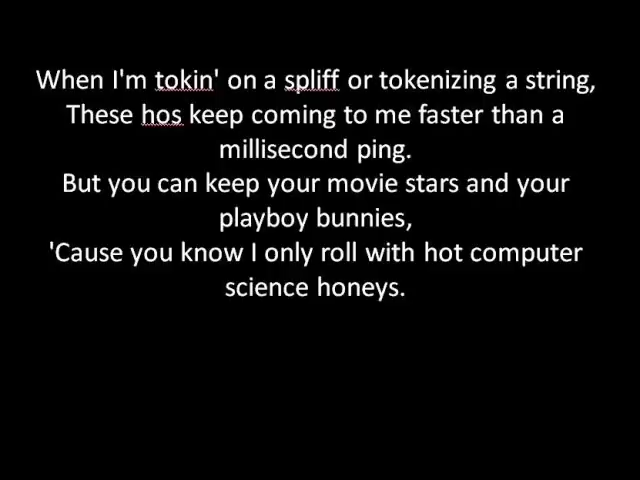 When I'm tokin' on a spliff or tokenizing a string,
These hos keep coming to me faster than a
millisecond ping.
But you can keep your movie stars and your
playboy bunnies,
'Cause you know I only roll with hot computer
science honeys.